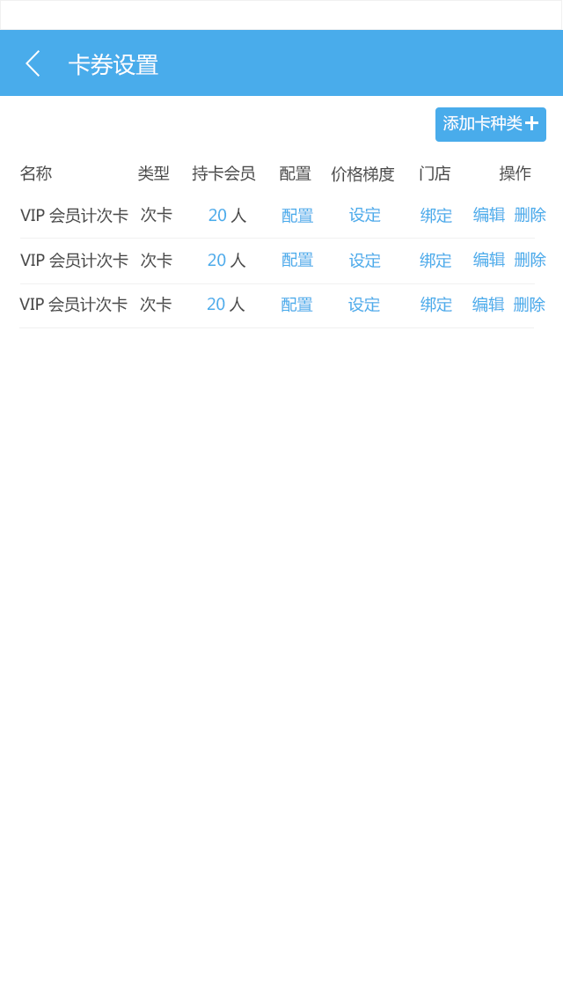 卡券设置
添加卡种类
名称 类型 持卡会员 配置 价格梯度 门店 操作
VIP 会员计次卡 次卡 20 人 配置 设定 绑定 编辑 删除
VIP 会员计次卡 次卡 20 人 配置 设定 绑定 编辑 删除
VIP 会员计次卡 次卡 20 人 配置 设定 绑定 编辑 删除